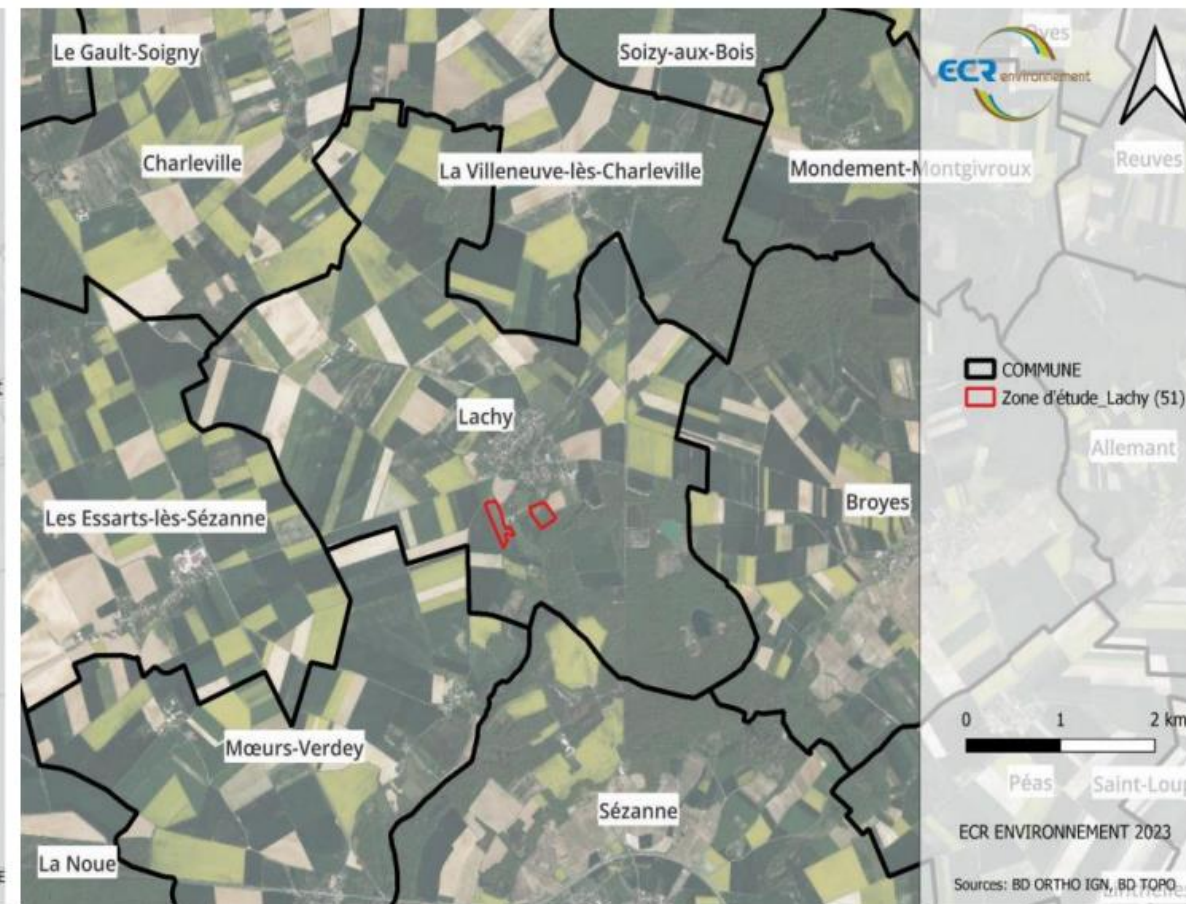 Le Gault-Soigny
Soizy-aux-Bois
ECR environnement
Charleville
La Villeneuve-lès-Charleville
Mondement-Montgivroux
Reuves
COMMUNE
Zone d'étude_Lachy (51)
Lachy
Allemant
Les Essarts-lès-Sézanne
Broyes
0 1 2 km
Mœurs-Verdey
Péas
Sézanne
ECR ENVIRONNEMENT 2023
La Noue
Sources: BD ORTHO IGN, BD TOPO